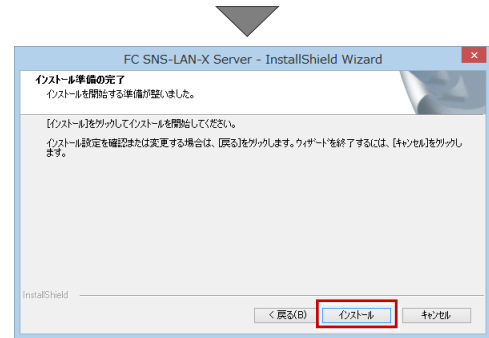 FC SNS-LAN-X Server - InstallShield Wizard
インストール準備の完了
インストールを開始する準備が整いました。
[インストール]をクリックしてインストールを開始してください。
インストール設定を確認または変更する場合は、[戻る]をクリックします。ウィザードを終了するには、[キャンセル]をクリックし
ます。
InstallShield
< 戻る(B)
インストール
キャンセル